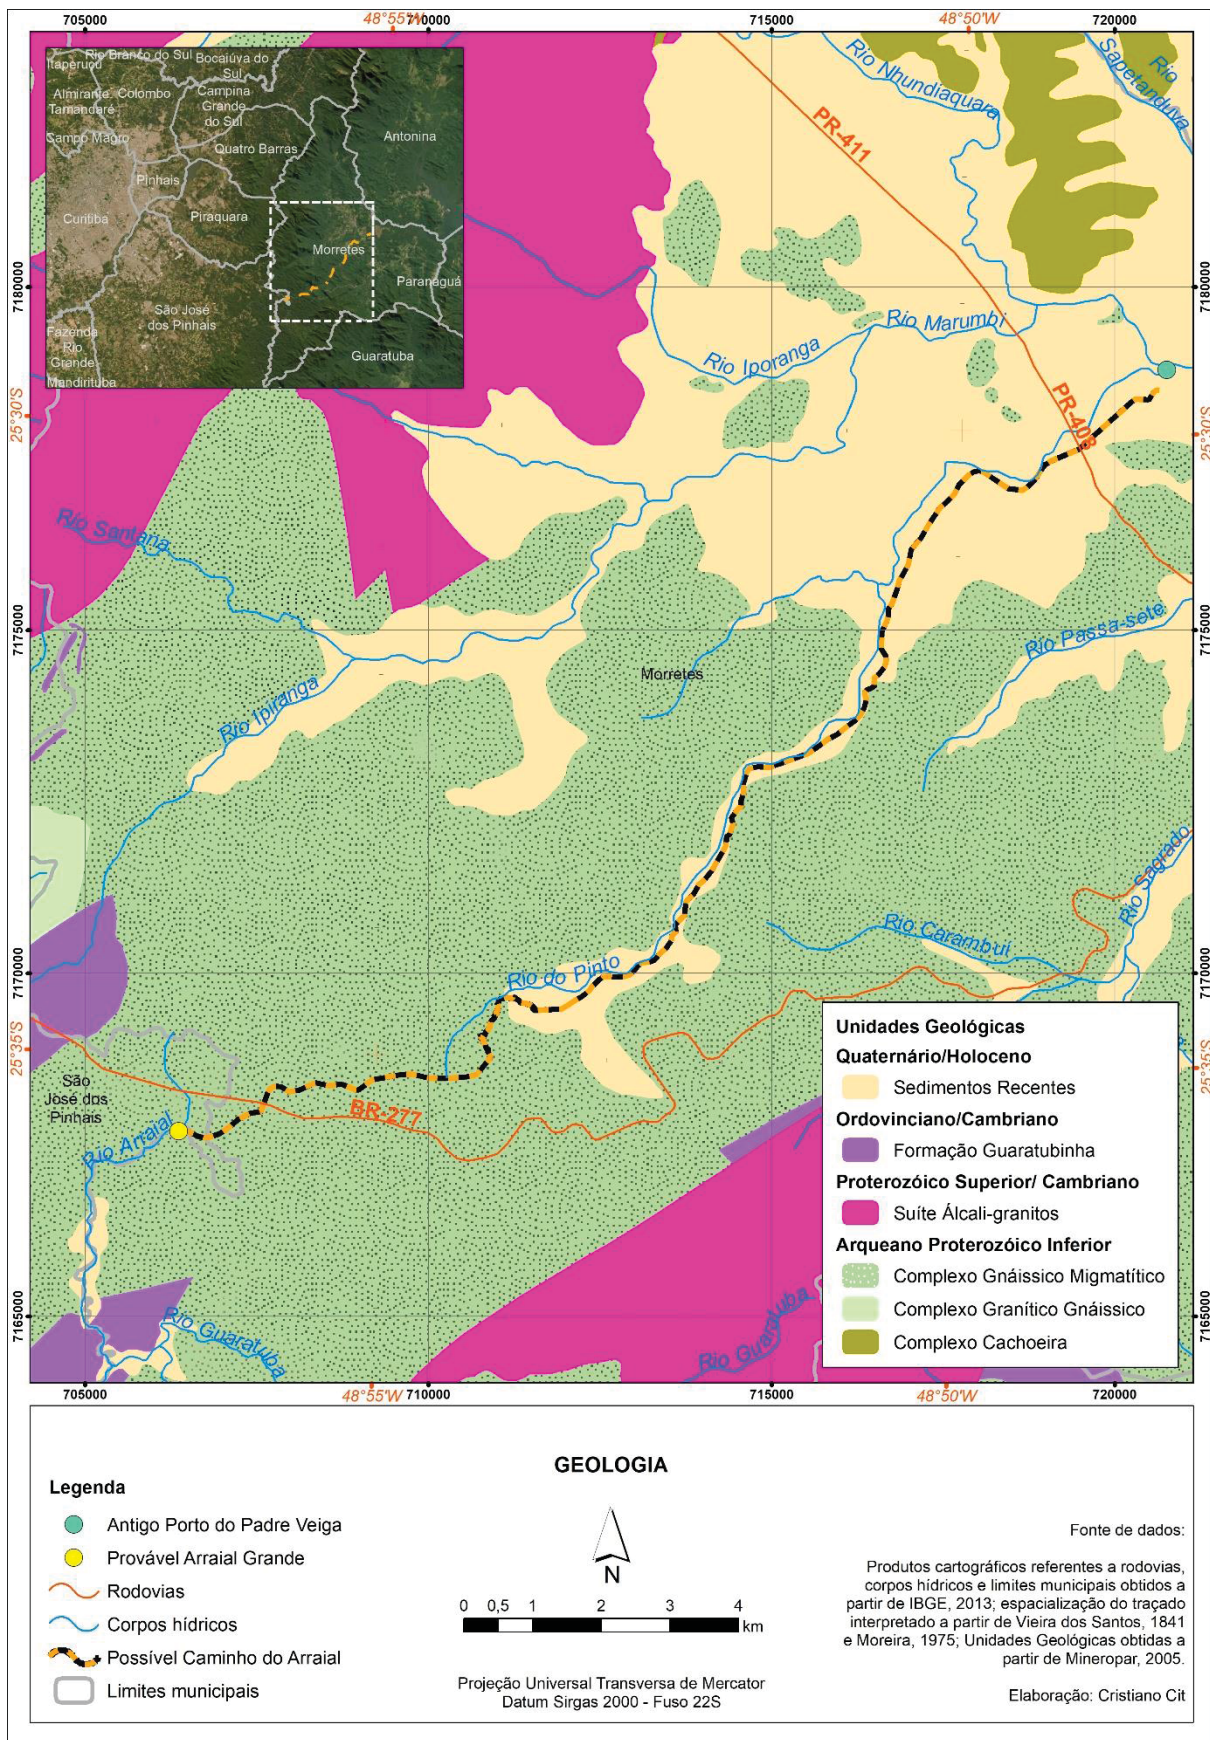 48°55'W
48°50'W
705000
710000
715000
720000
Itaperuçu
Rio Branco do Sul
Bocaiúva do
Sul
Almirante
Tamandaré
Colombo
Campina
Grande
do Sul
Campo Magro
Quatro Barras
Antonina
Pinhais
Curitiba
Piraquara
Morretes
Paranaguá
São José
dos Pinhais
Fazenda
Rio
Grande
Mandirituba
Guaratuba
Rio Nhundiaquara
Rio
Sapetanduva
PR-411
7180000
7180000
Rio Marumbi
Rio Iporanga
PR-408
25°30'S
25°30'S
Rio Santana
7175000
7175000
Rio Passa-sete
Morretes
Rio Ipiranga
Rio Sagrado
Rio Carambuí
7170000
7170000
Rio do Pinto
25°35'S
25°35'S
São
José dos
Pinhais
BR-277
Rio Arraial
7165000
7165000
Rio Guaratuba
Rio Guaratuba
Unidades Geológicas
Quaternário/Holoceno
Sedimentos Recentes
Ordovinciano/Cambriano
Formação Guaratubinha
Proterozóico Superior/ Cambriano
Suíte Álcali-granitos
Arqueano Proterozóico Inferior
Complexo Gnáissico Migmatítico
Complexo Granítico Gnáissico
Complexo Cachoeira
705000
710000
715000
720000
48°55'W
48°50'W
GEOLOGIA
Legenda
Antigo Porto do Padre Veiga
Provável Arraial Grande
Rodovias
Corpos hídricos
Possível Caminho do Arraial
Limites municipais
N
0 0,5 1 2 3 4
km
Projeção Universal Transversa de Mercator
Datum Sirgas 2000 - Fuso 22S
Fonte de dados:
Produtos cartográficos referentes a rodovias,
corpos hídricos e limites municipais obtidos a
partir de IBGE, 2013; espacialização do traçado
interpretado a partir de Vieira dos Santos, 1841
e Moreira, 1975; Unidades Geológicas obtidas a
partir de Mineropar, 2005.
Elaboração: Cristiano Cit